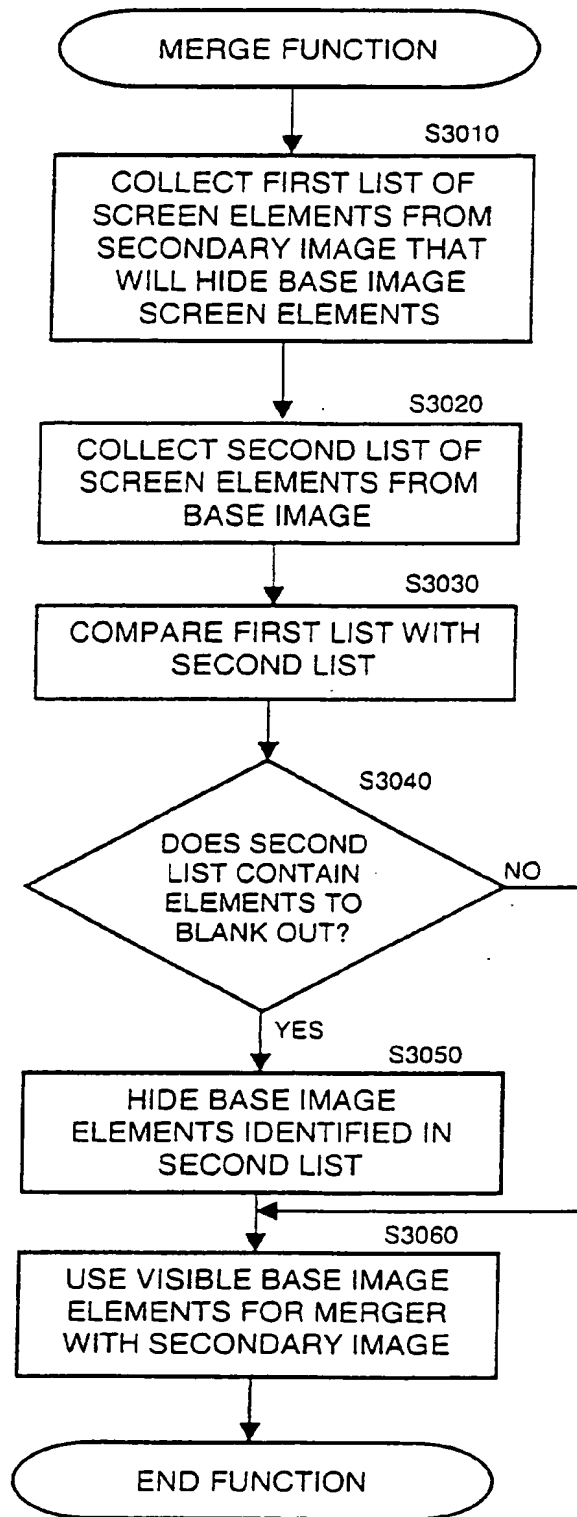 MERGE FUNCTION
S3010
COLLECT FIRST LIST OF
SCREEN ELEMENTS FROM
SECONDARY IMAGE THAT
WILL HIDE BASE IMAGE
SCREEN ELEMENTS
S3020
COLLECT SECOND LIST OF
SCREEN ELEMENTS FROM
BASE IMAGE
S3030
COMPARE FIRST LIST WITH
SECOND LIST
S3040
DOES SECOND
LIST CONTAIN
ELEMENTS TO
BLANK OUT?
NO
YES
S3050
HIDE BASE IMAGE
ELEMENTS IDENTIFIED IN
SECOND LIST
S3060
USE VISIBLE BASE IMAGE
ELEMENTS FOR MERGER
WITH SECONDARY IMAGE
END FUNCTION